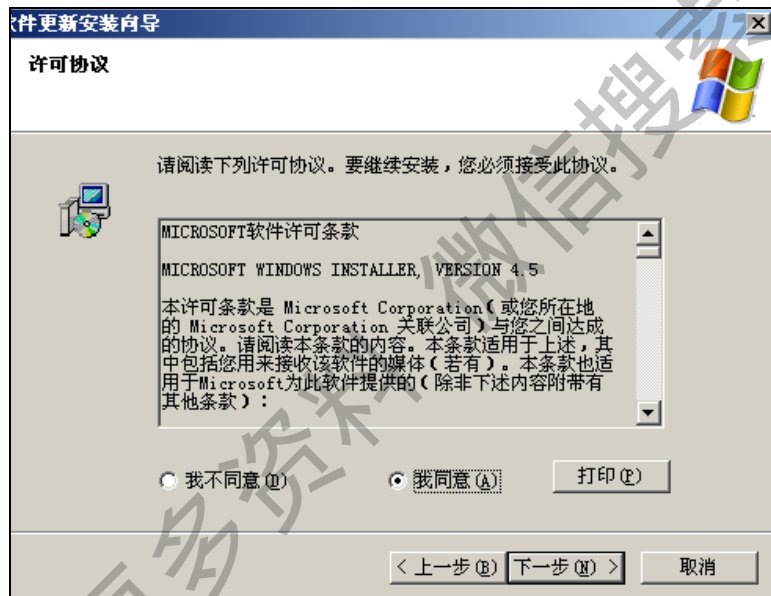 件更新安装向导
许可协议
请阅读下列许可协议。要继续安装，您必须接受此协议。
MICROSOFT软件许可条款
MICROSOFT WINDOWS INSTALLER, VERSION 4.5
本许可条款是 Microsoft Corporation(或您所在地
的 Microsoft Corporation 关联公司)与您之间达成
的协议。请阅读本条款的内容。本条款适用于上述，其
中包括您用来接收该软件的媒体(若有)。本条款也适
用于Microsoft为此软件提供的(除非下述内容附带有
其他条款)：
我不同意(D) 我同意(A) 打印(P)
< 上一步(B) 下一步(N) > 取消
更多资料 微信搜索